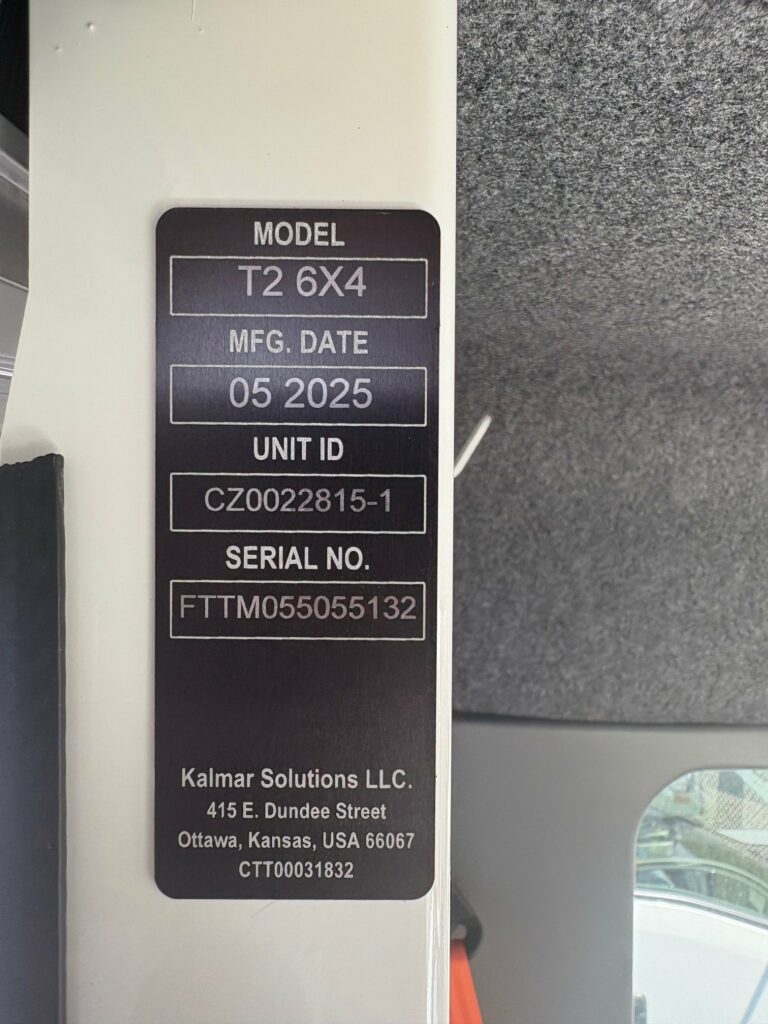 MODEL
T2 6X4
MFG. DATE
05 2025
UNIT ID
CZ0022815-1
SERIAL NO.
FTTM055055132
Kalmar Solutions LLC.
415 E. Dundee Street
Ottawa, Kansas, USA 66067
CTT00031832